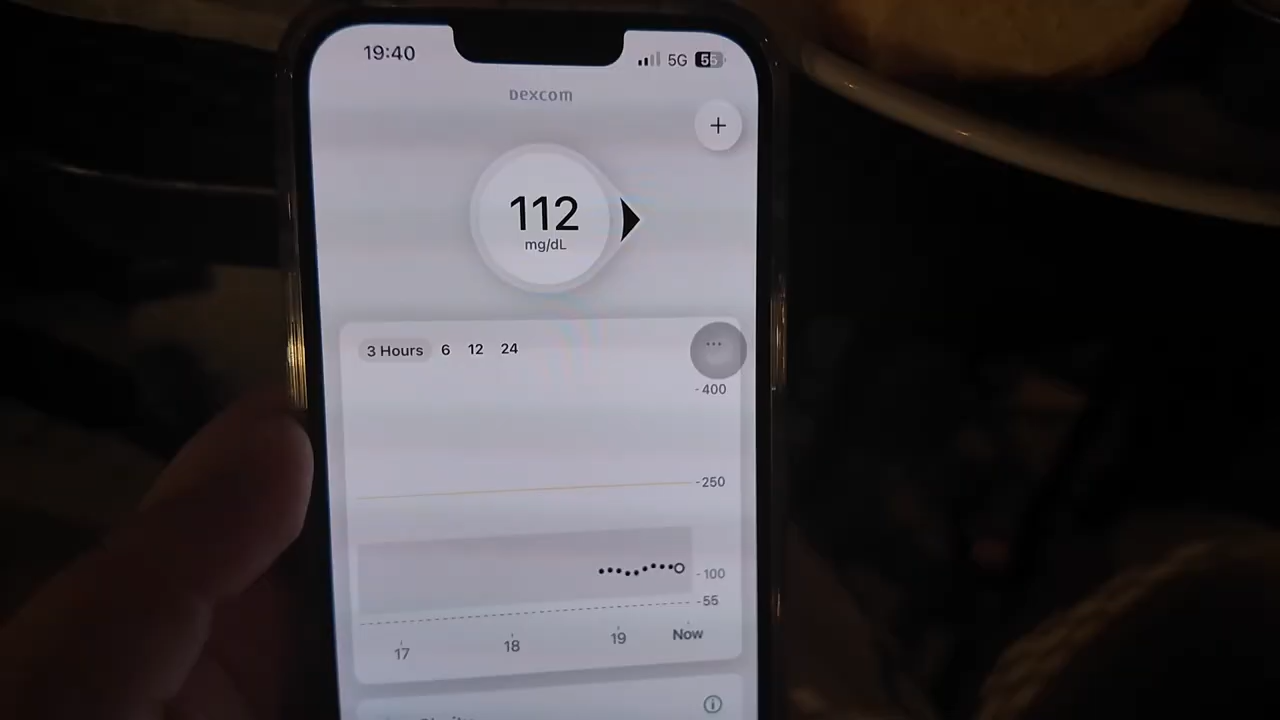 19:40
5G 55
Dexcom
+
112
mg/dL
3 Hours 6 12 24
...
-400
-250
-100
-55
17 18 19 Now